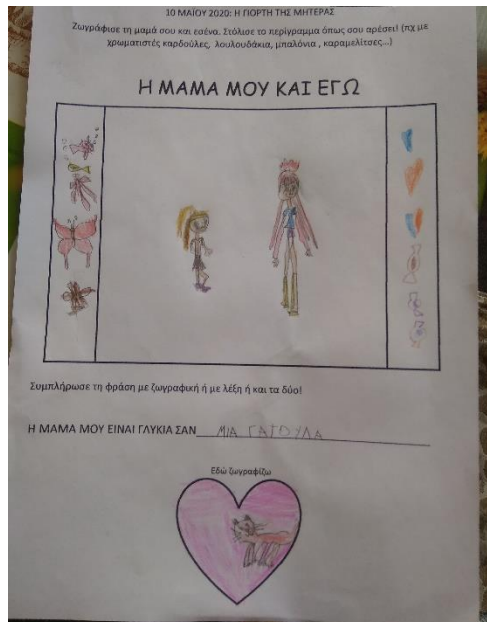 10 ΜΑΪΟΥ 2020: Η ΓΙΟΡΤΗ ΤΗΣ ΜΗΤΕΡΑΣ
Ζωγράφισε τη μαμά σου και εσένα. Στόλισε το περίγραμμα όπως σου αρέσει! (πχ με
χρωματιστές καρδούλες, λουλουδάκια, μπαλόνια , καραμελίτσες...)
Η ΜΑΜΑ ΜΟΥ ΚΑΙ ΕΓΩ
Συμπλήρωσε τη φράση με ζωγραφική ή με λέξη ή και τα δύο!
Η ΜΑΜΑ ΜΟΥ ΕΙΝΑΙ ΓΛΥΚΙΑ ΣΑΝ ΜΙΑ ΓΑΤΟΥΛΑ
Εδώ ζωγραφίζω